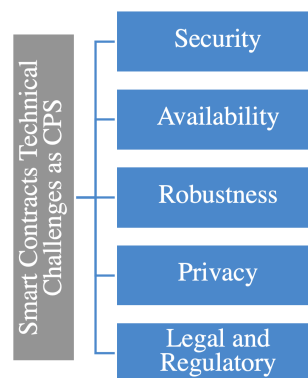 Smart Contracts Technical
Challenges as CPS
Security
Availability
Robustness
Privacy
Legal and
Regulatory